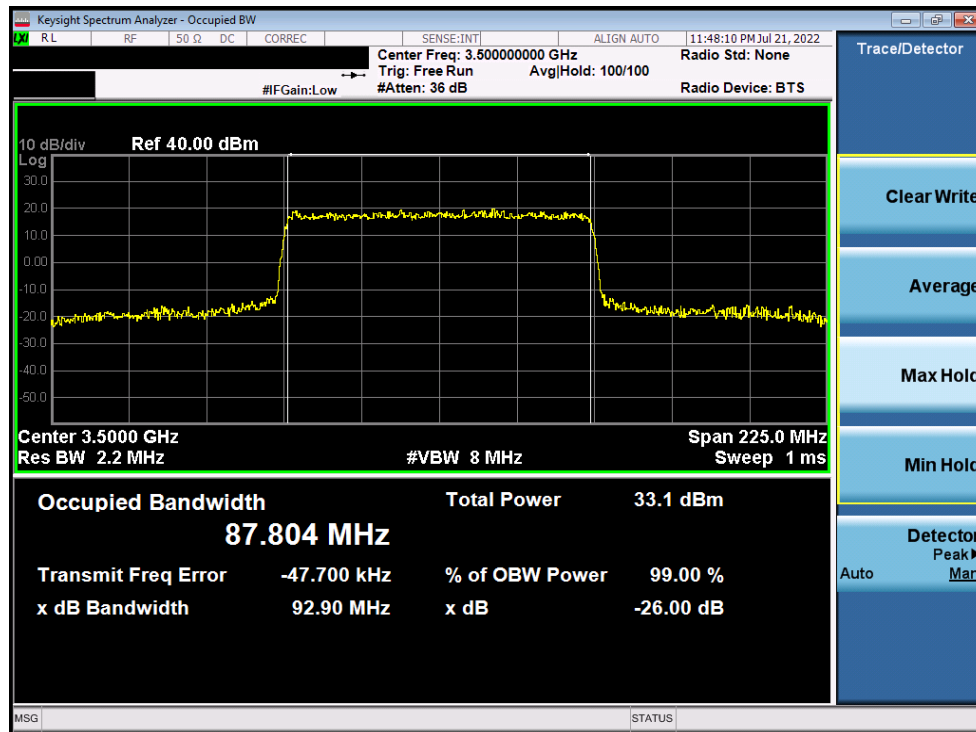 Keysight Spectrum Analyzer - Occupied BW
LXI RL RF 50 Ω DC CORREC SENSE:INT ALIGN AUTO 11:48:10 PM Jul 21, 2022
Center Freq: 3.500000000 GHz Radio Std: None
Trig: Free Run Avg|Hold: 100/100
#IFGain:Low #Atten: 36 dB Radio Device: BTS
10 dB/div Ref 40.00 dBm
Log
30.0
20.0
10.0
0.00
-10.0
-20.0
-30.0
-40.0
-50.0
Center 3.5000 GHz Span 225.0 MHz
Res BW 2.2 MHz #VBW 8 MHz Sweep 1 ms
Occupied Bandwidth Total Power 33.1 dBm
87.804 MHz
Transmit Freq Error -47.700 kHz % of OBW Power 99.00 %
x dB Bandwidth 92.90 MHz x dB -26.00 dB
MSG STATUS
Trace/Detector
Clear Write
Average
Max Hold
Min Hold
Detector
Peak▶
Auto Man